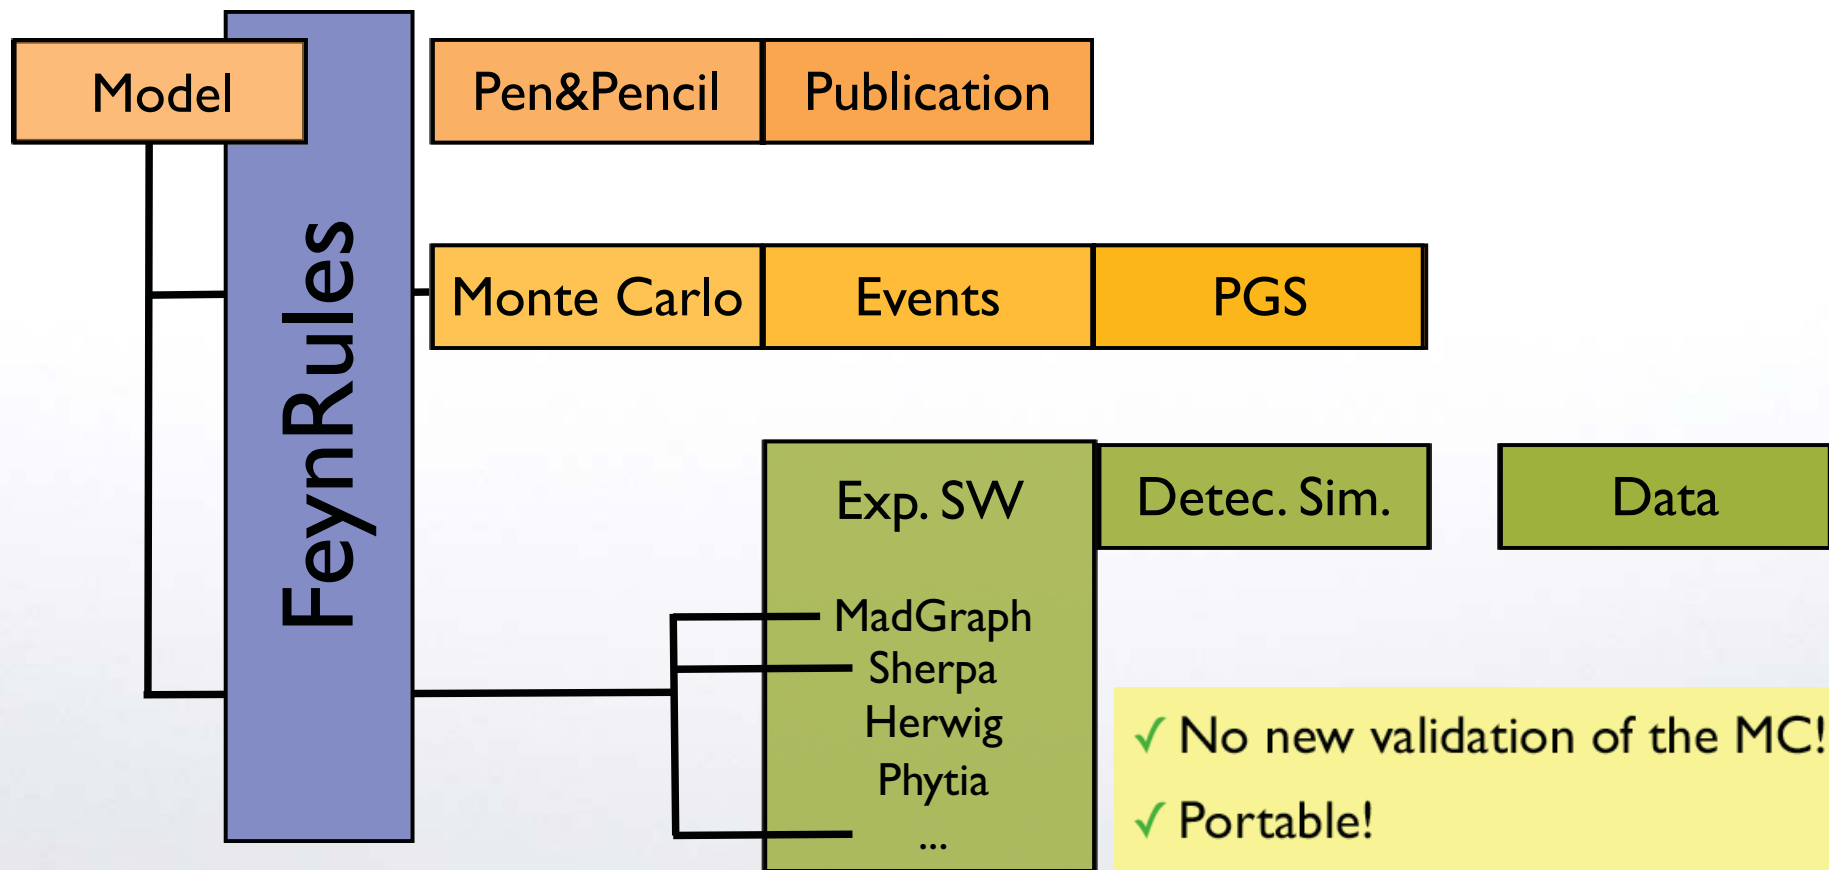 Model
Pen&Pencil
Publication
FeynRules
Monte Carlo
Events
PGS
Exp. SW
Detec. Sim.
Data
MadGraph
Sherpa
Herwig
Phytia
...
✓ No new validation of the MC!
✓ Portable!